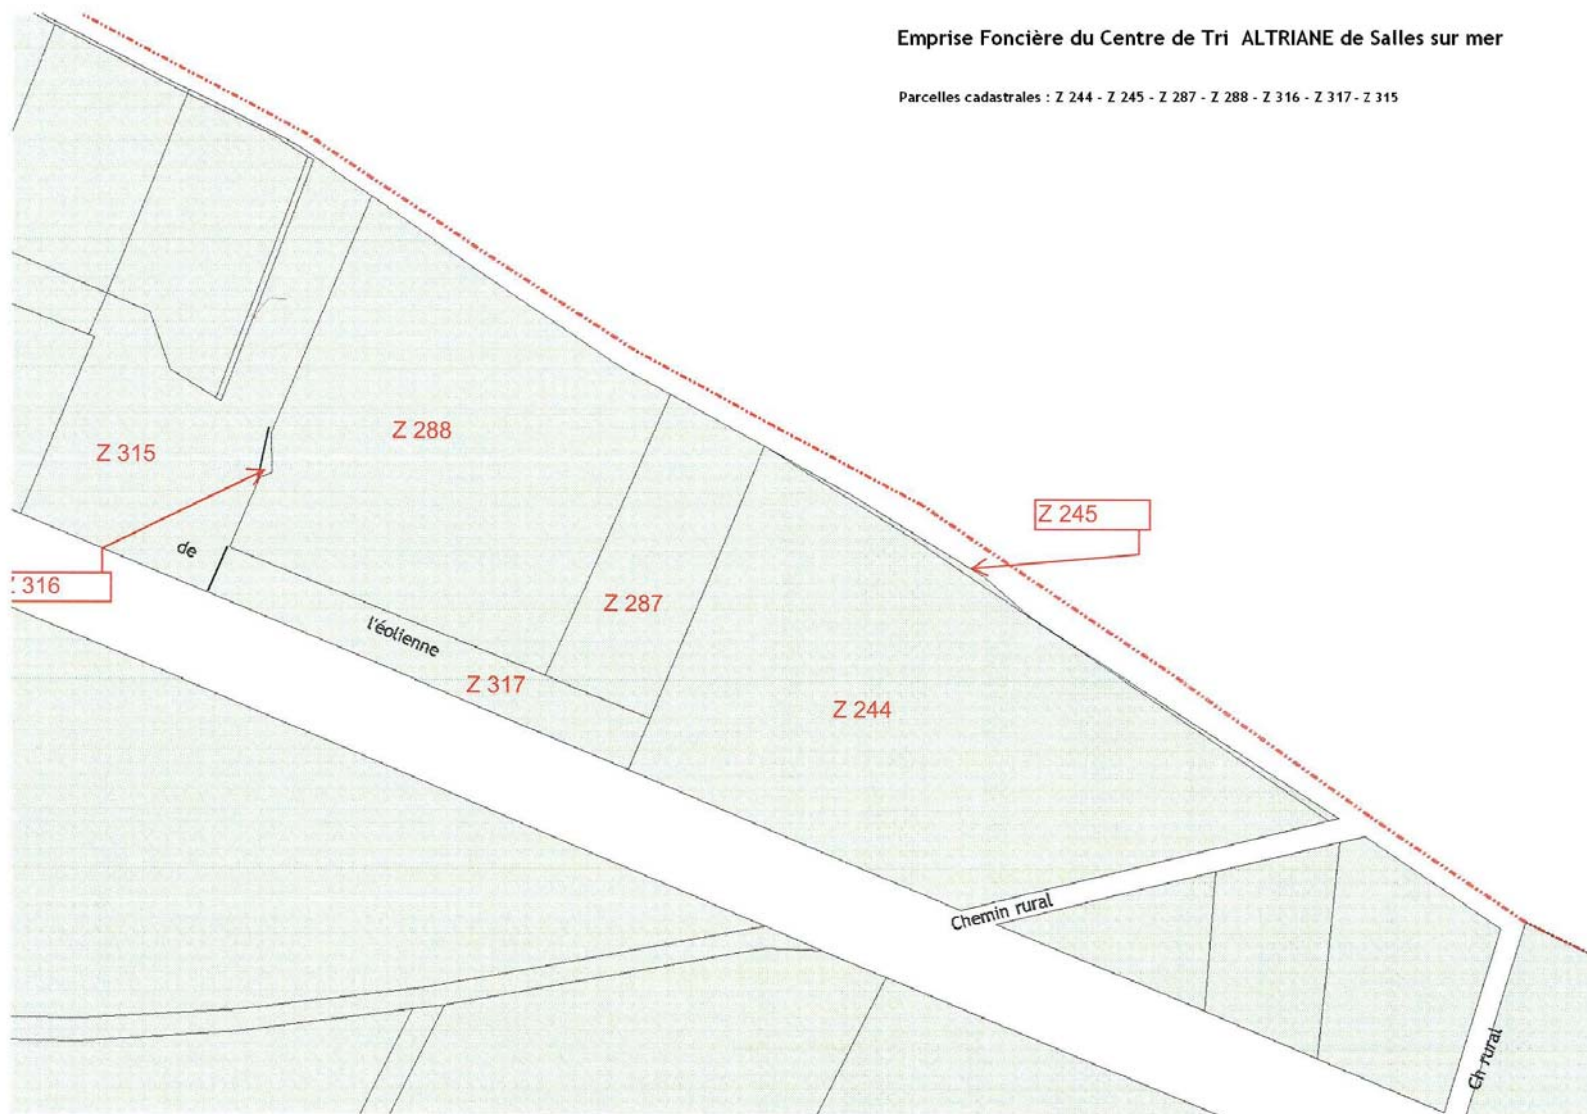 Emprise Foncière du Centre de Tri ALTRIANE de Salles sur mer
Parcelles cadastrales : Z 244 - Z 245 - Z 287 - Z 288 - Z 316 - Z 317 - Z 315
Z 288
Z 315
Z 245
de
Z 316
Z 287
l'éolienne
Z 317
Z 244
Chemin rural
Ch rural